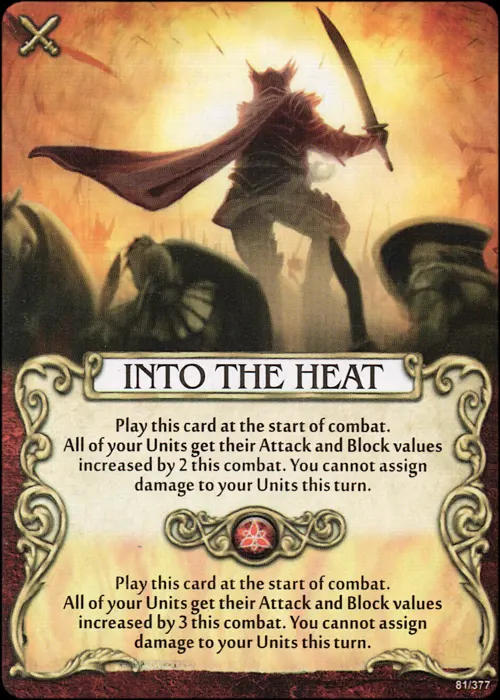 INTO THE HEAT
Play this card at the start of combat.
All of your Units get their Attack and Block values
increased by 2 this combat. You cannot assign
damage to your Units this turn.
Play this card at the start of combat.
All of your Units get their Attack and Block values
increased by 3 this combat. You cannot assign
damage to your Units this turn.
81/377